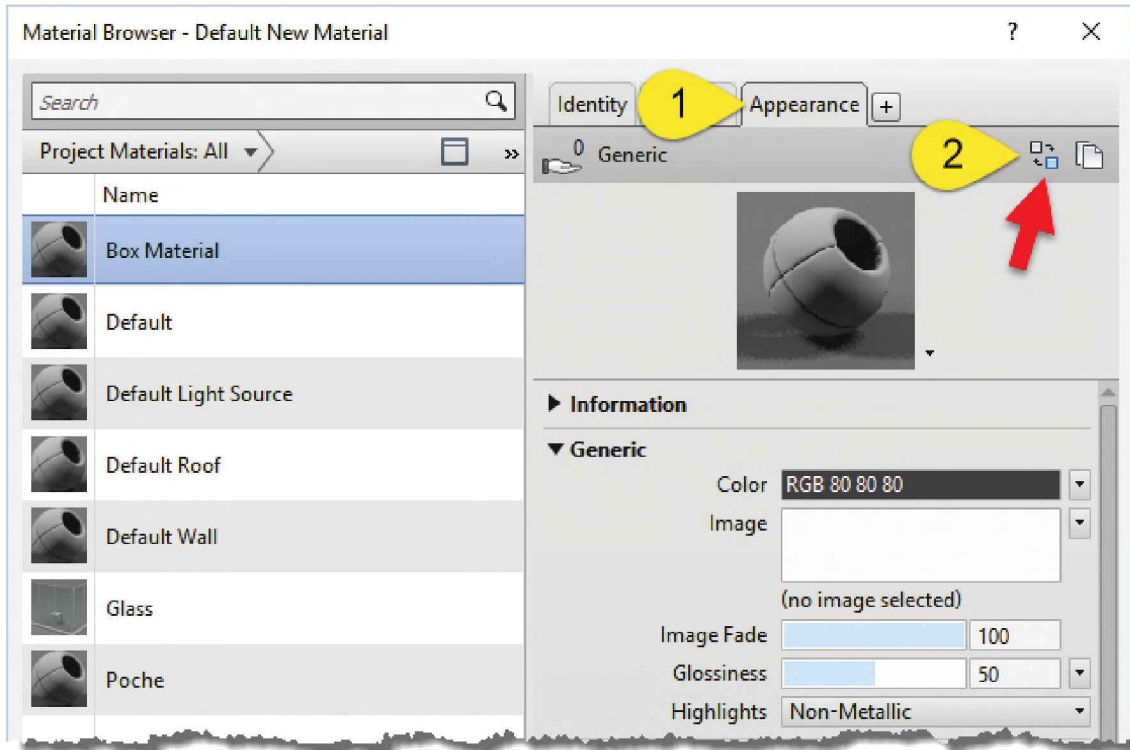 Material Browser - Default New Material
?
Search
Project Materials: All
»
Name
Box Material
Default
Default Light Source
Default Roof
Default Wall
Glass
Poche
Identity
1
Appearance
+
0
Generic
2
Information
Generic
Color RGB 80 80 80
Image
(no image selected)
Image Fade 100
Glossiness 50
Highlights Non-Metallic